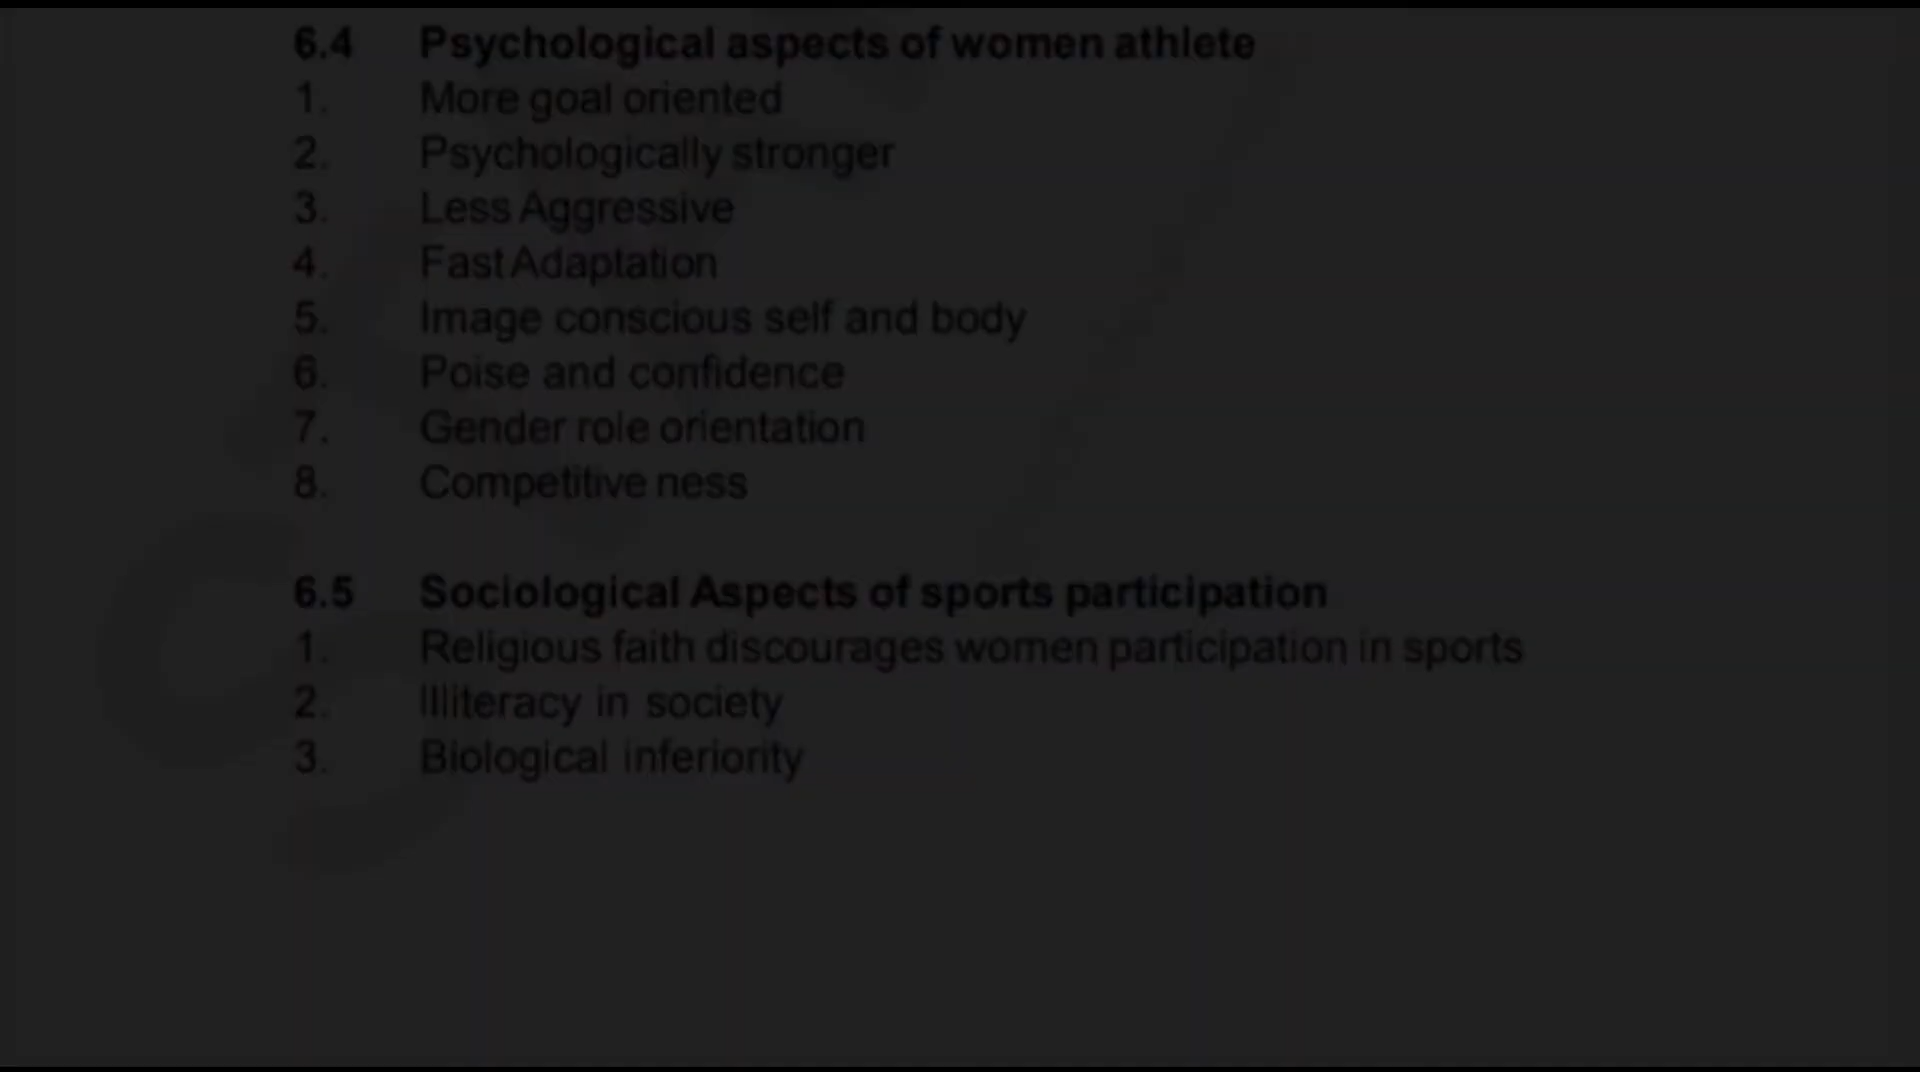 6.4 Psychological aspects of women athlete
1. More goal oriented
2. Psychologically stronger
3. Less Aggressive
4. Fast Adaptation
5. Image conscious self and body
6. Poise and confidence
7. Gender role orientation
8. Competitive ness
6.5 Sociological Aspects of sports participation
1. Religious faith discourages women participation in sports
2. Illiteracy in society
3. Biological inferiority